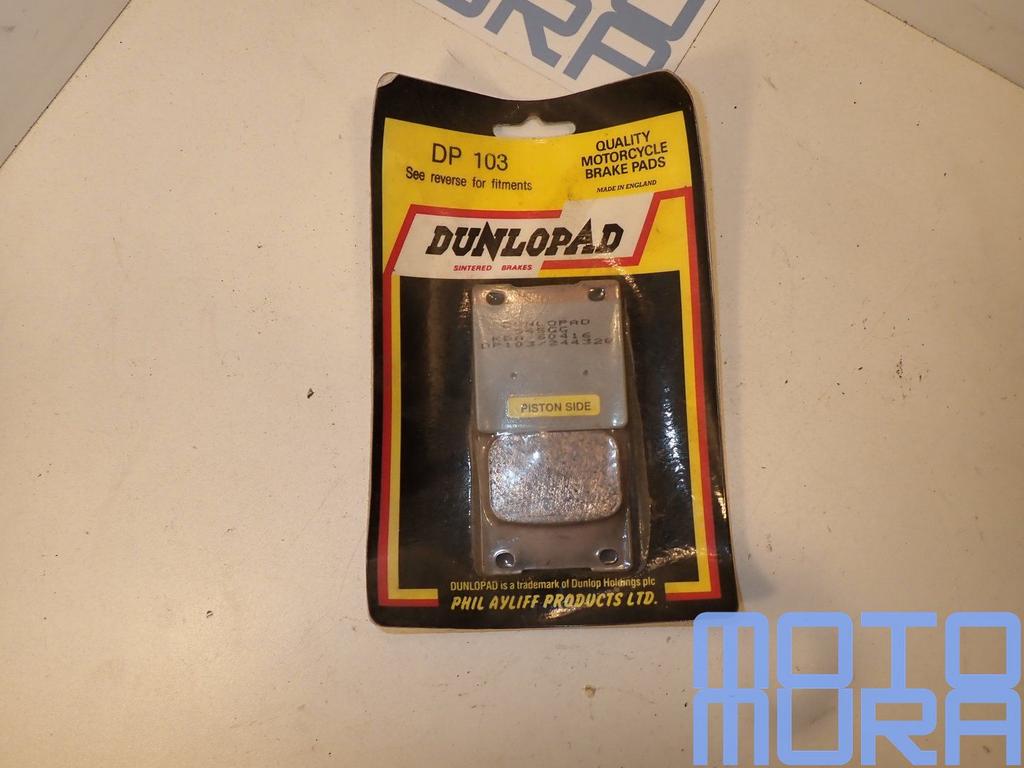 DP 103
See reverse for fitments
QUALITY
MOTORCYCLE
BRAKE PADS
MADE IN ENGLAND
DUNLOPAD
SINTERED BRAKES
PISTON SIDE
DUNLOPAD is a trademark of Dunlop Holdings plc
PHIL AYLIFF PRODUCTS LTD.
MOTO
MORA